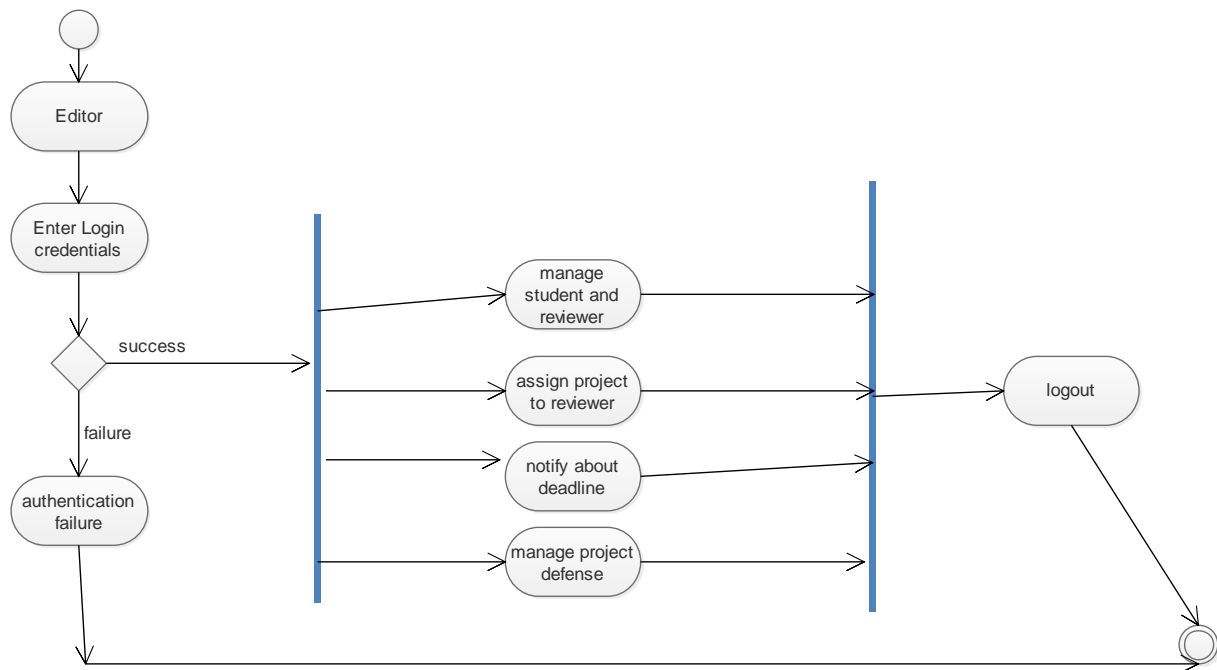 Editor
Enter Login
credentials
success
failure
authentication
failure
manage
student and
reviewer
assign project
to reviewer
notify about
deadline
manage project
defense
logout